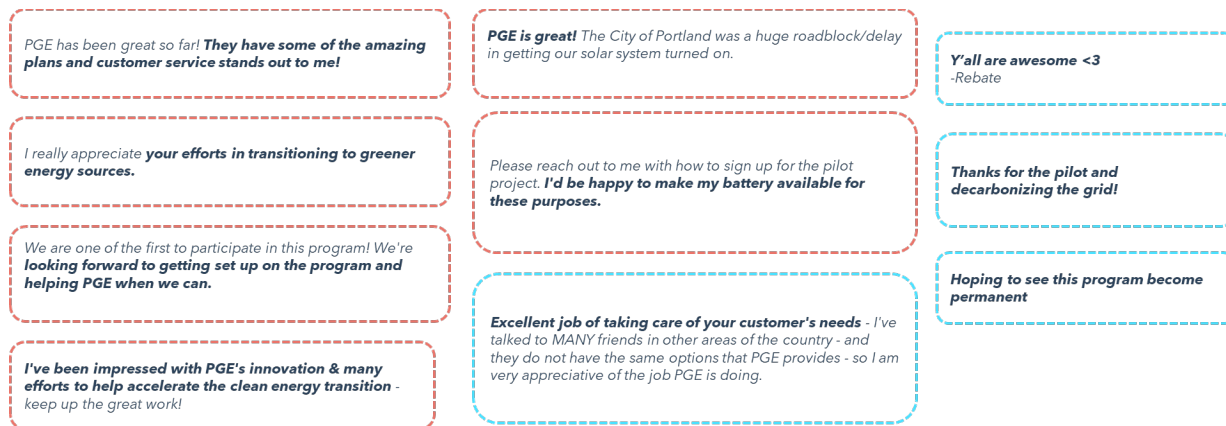 PGE has been great so far! They have some of the amazing
plans and customer service stands out to me!
I really appreciate your efforts in transitioning to greener
energy sources.
We are one of the first to participate in this program! We're
looking forward to getting set up on the program and
helping PGE when we can.
I've been impressed with PGE's innovation & many
efforts to help accelerate the clean energy transition -
keep up the great work!
PGE is great! The City of Portland was a huge roadblock/delay
in getting our solar system turned on.
Please reach out to me with how to sign up for the pilot
project. I'd be happy to make my battery available for
these purposes.
Excellent job of taking care of your customer's needs - I've
talked to MANY friends in other areas of the country - and
they do not have the same options that PGE provides - so I am
very appreciative of the job PGE is doing.
Y'all are awesome <3
-Rebate
Thanks for the pilot and
decarbonizing the grid!
Hoping to see this program become
permanent